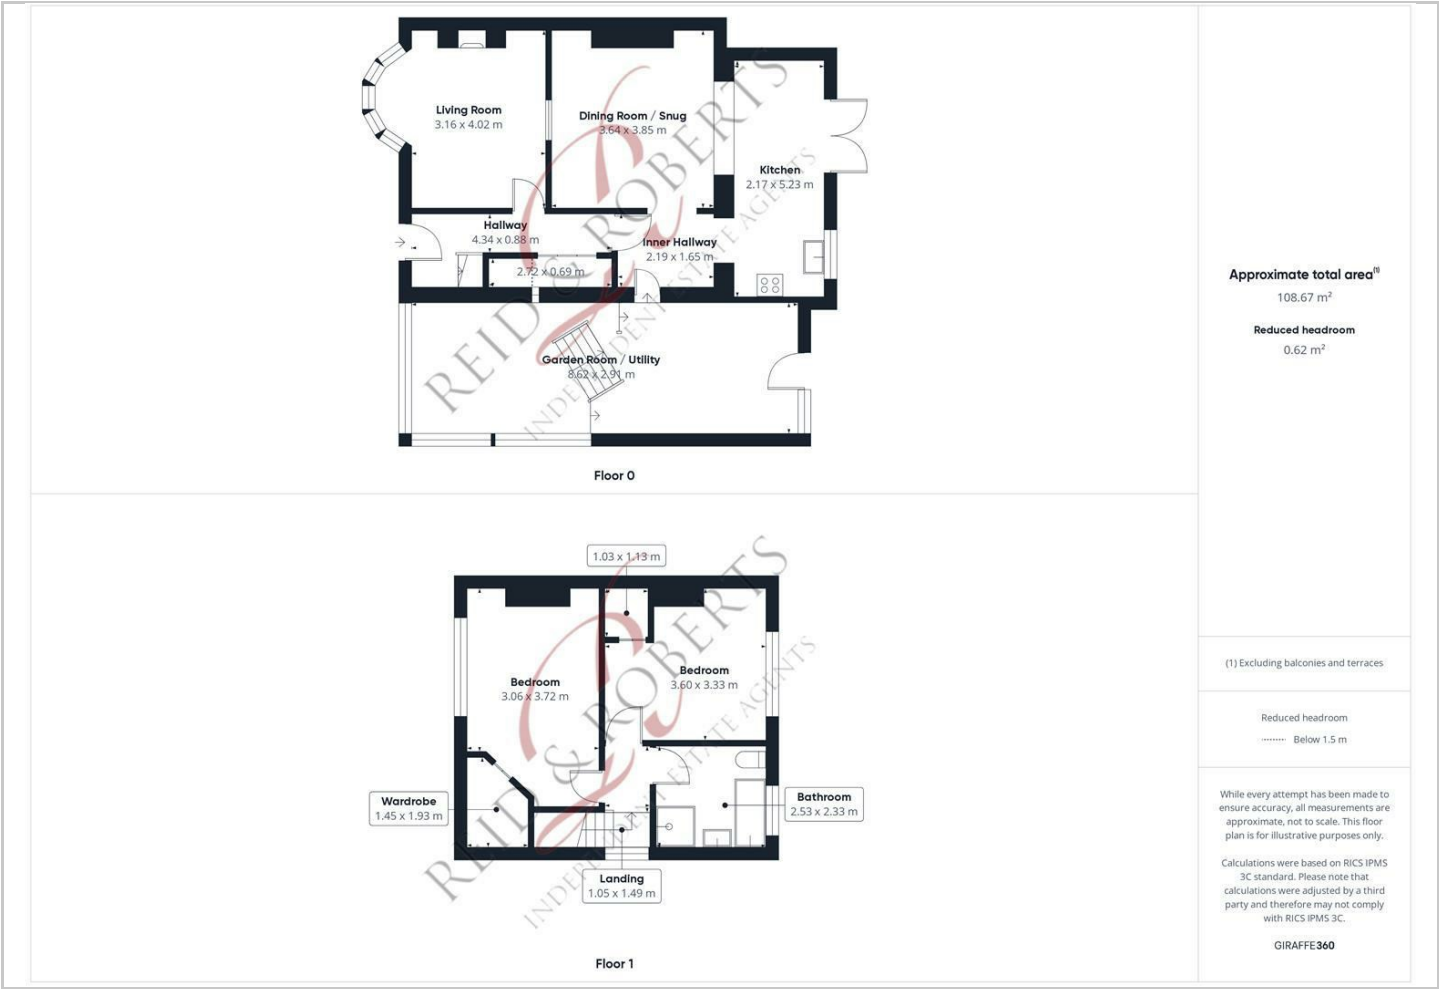 Living Room
3.16 x 4.02 m
Dining Room / Snug
3.64 x 3.85 m
Kitchen
2.17 x 5.23 m
Hallway
4.34 x 0.88 m
Inner Hallway
2.19 x 1.65 m
2.72 x 0.69 m
Garden Room / Utility
8.62 x 2.91 m
REID & ROBERTS
INDEPENDENT ESTATE AGENTS
Floor 0
1.03 x 1.13 m
Bedroom
3.06 x 3.72 m
Bedroom
3.60 x 3.33 m
Wardrobe
1.45 x 1.93 m
Bathroom
2.53 x 2.33 m
Landing
1.05 x 1.49 m
REID & ROBERTS
INDEPENDENT ESTATE AGENTS
Floor 1
Approximate total area(1)
108.67 m²
Reduced headroom
0.62 m²
(1) Excluding balconies and terraces
Reduced headroom
Below 1.5 m
While every attempt has been made to
ensure accuracy, all measurements are
approximate, not to scale. This floor
plan is for illustrative purposes only.
Calculations were based on RICS IPMS
3C standard. Please note that
calculations were adjusted by a third
party and therefore may not comply
with RICS IPMS 3C.
GIRAFFE360